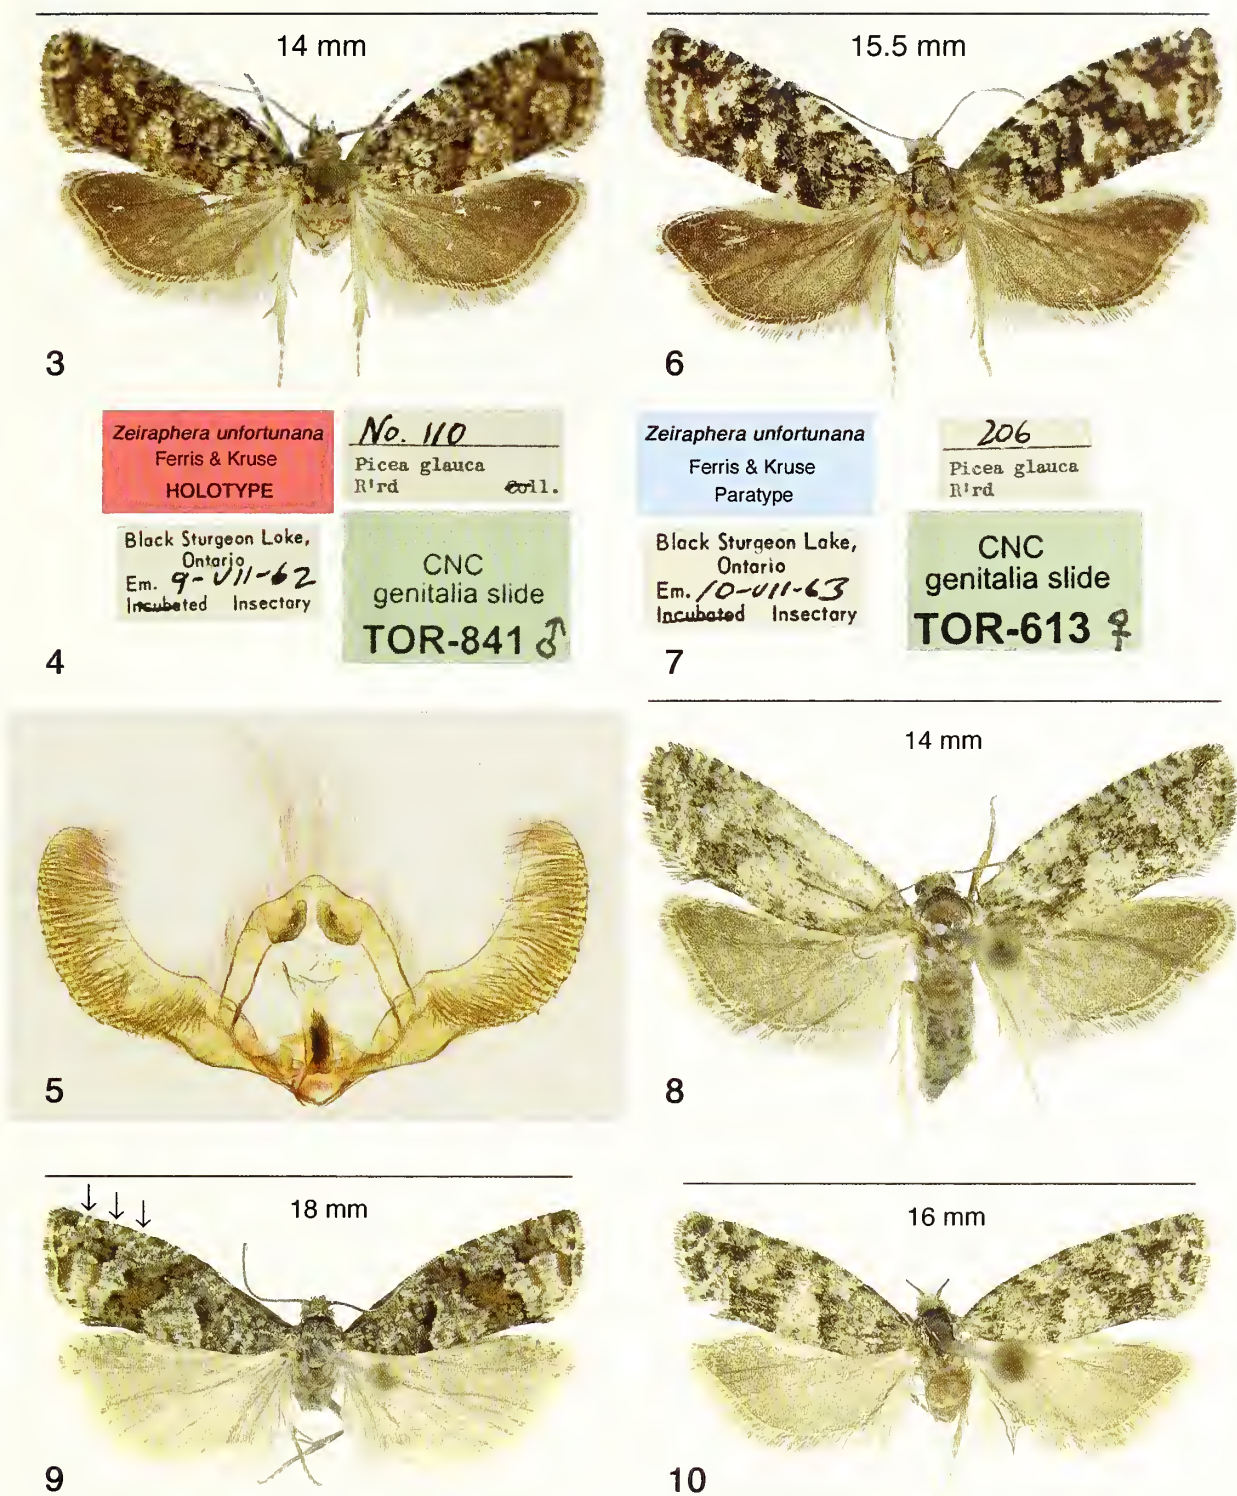 14 mm
15.5 mm
3
6
Zeiraphera unfortunana
Ferris & Kruse
HOLOTYPE
No. 110
Picea glauca
R'rd coll.
Black Sturgeon Lake,
Ontario
Em. 9-VII-62
Incubated Insectary
CNC
genitalia slide
TOR-841 ♂
4
Zeiraphera unfortunana
Ferris & Kruse
Paratype
206
Picea glauca
R'rd
Black Sturgeon Lake,
Ontario
Em. 10-VII-63
Incubated Insectary
CNC
genitalia slide
TOR-613 ♀
7
14 mm
5
8
18 mm
16 mm
9
10